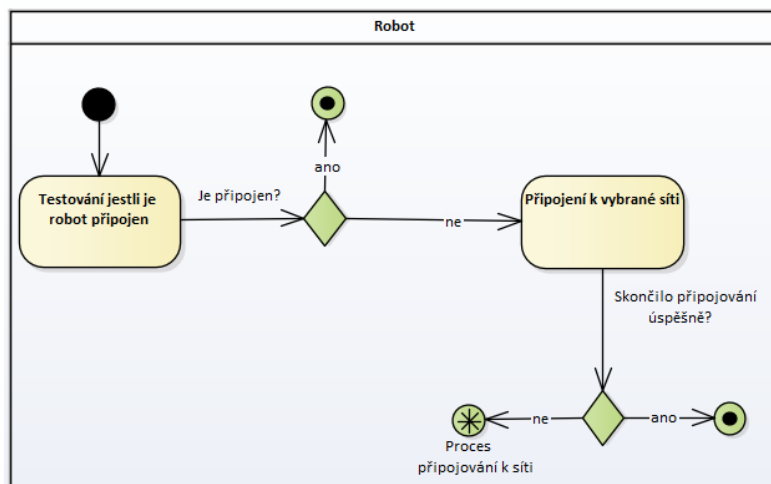 Robot
Testování jestli je
robot připojen
Je připojen?
ano
ne
Připojení k vybrané síti
Skončilo připojování
úspěšně?
ne
ano
Proces
připojování k síti